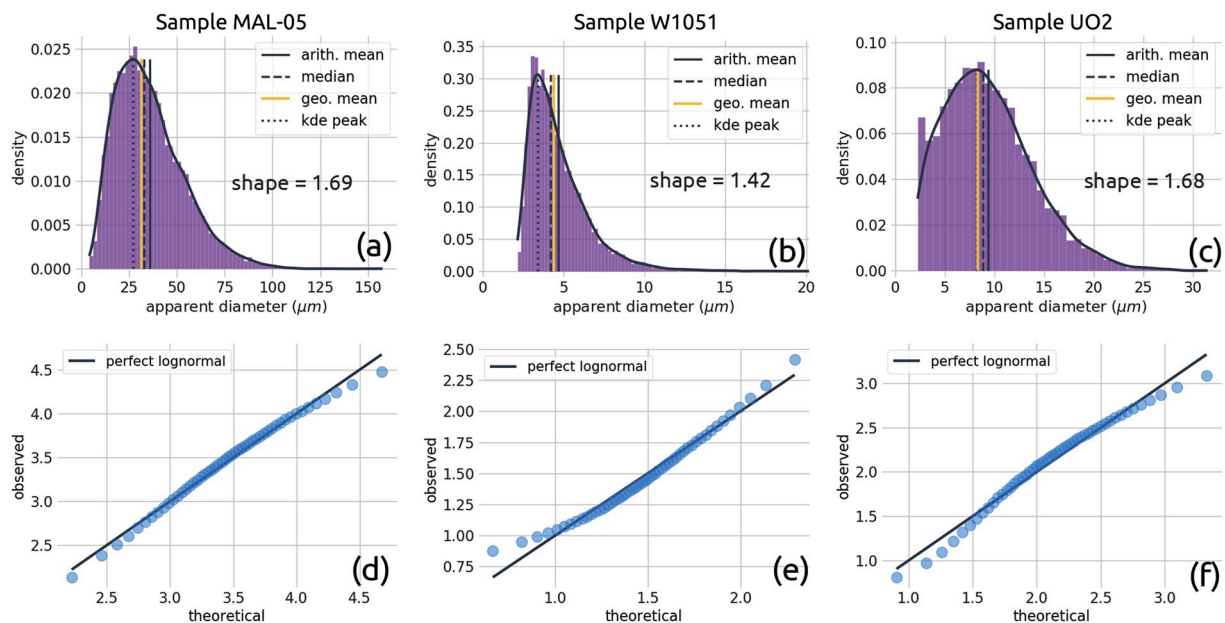 Sample MAL-05
0.025
0.020
0.015
0.010
0.005
0.000
density
arith. mean
median
geo. mean
kde peak
shape = 1.69
(a)
0 25 50 75 100 125 150
apparent diameter (μm)
Sample W1051
0.35
0.30
0.25
0.20
0.15
0.10
0.05
0.00
density
arith. mean
median
geo. mean
kde peak
shape = 1.42
(b)
0 5 10 15 20
apparent diameter (μm)
Sample UO2
0.10
0.08
0.06
0.04
0.02
0.00
density
arith. mean
median
geo. mean
kde peak
shape = 1.68
(c)
0 5 10 15 20 25 30
apparent diameter (μm)
perfect lognormal
4.5
4.0
3.5
3.0
2.5
observed
(d)
2.5 3.0 3.5 4.0 4.5
theoretical
perfect lognormal
2.50
2.25
2.00
1.75
1.50
1.25
1.00
0.75
observed
(e)
1.0 1.5 2.0
theoretical
perfect lognormal
3.0
2.5
2.0
1.5
1.0
observed
(f)
1.0 1.5 2.0 2.5 3.0
theoretical